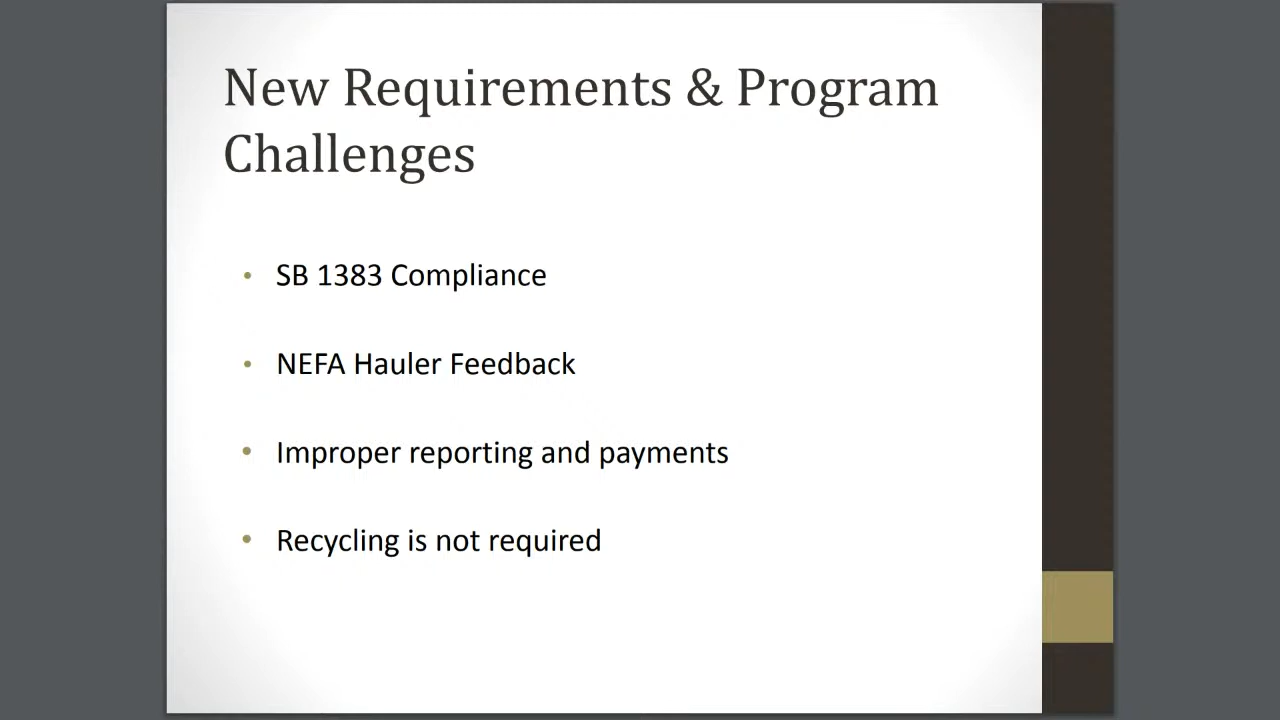 New Requirements & Program
Challenges
• SB 1383 Compliance
• NEFA Hauler Feedback
• Improper reporting and payments
• Recycling is not required